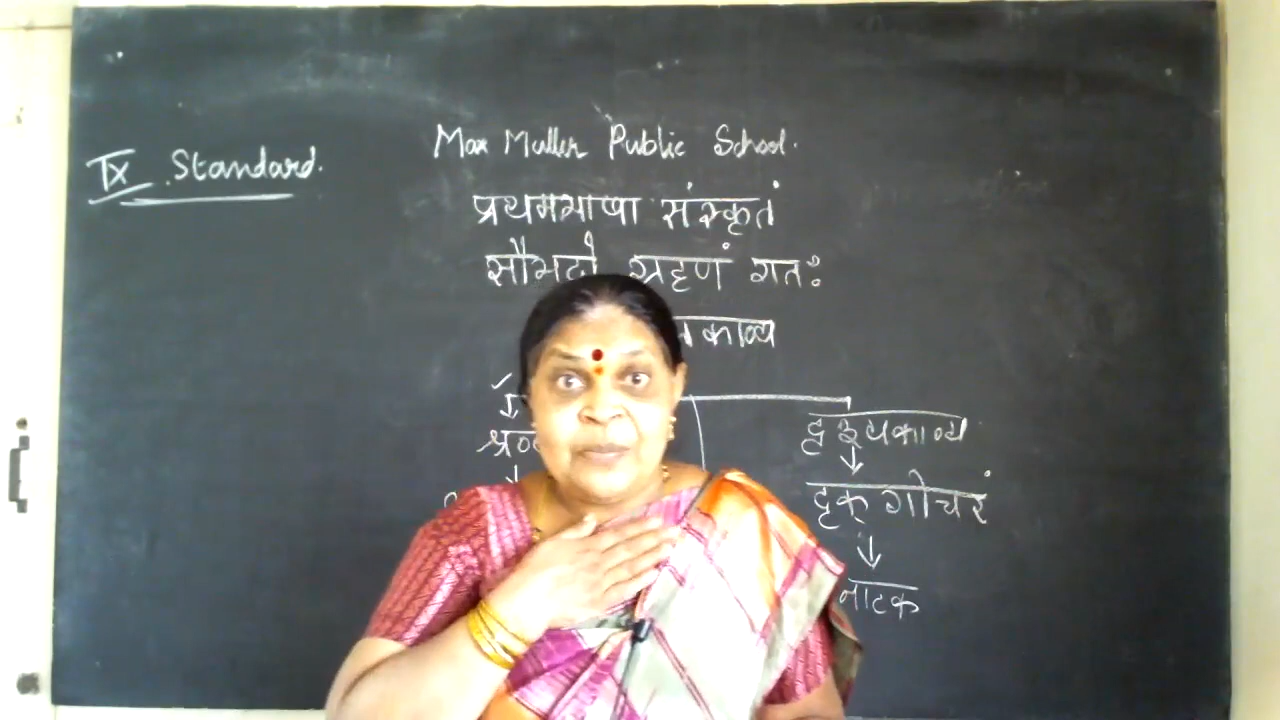 IX Standard.
Max Muller Public School.
प्रथमभाषा संस्कृतं
सौभद्रो ग्रहणं गतः
काव्य
दृश्यकाव्य
दृक् गोचरं
नाटक